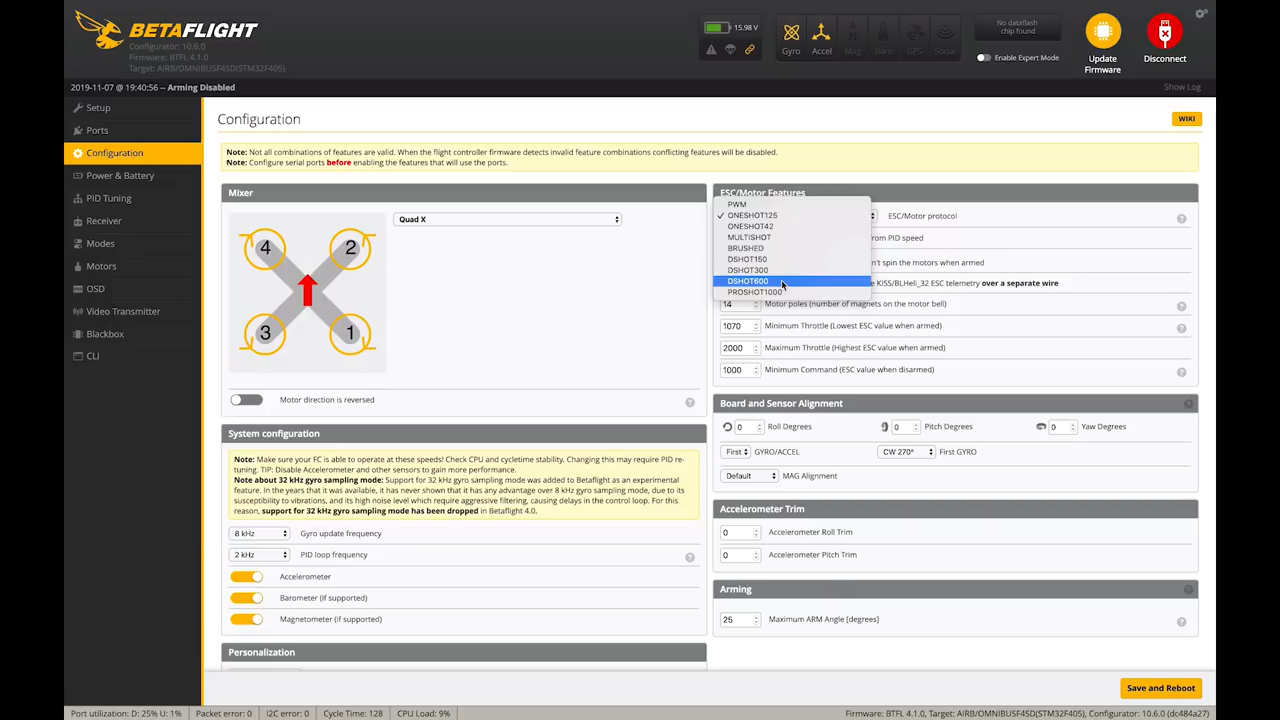 BETAFLIGHT
Configurator: 10.6.0
Firmware: BTFL 4.1.0
Target: AIRB/OMNIBUSF4SD(STM32F405)
15.98 V
Gyro
Accel
Mag
Baro
GPS
Sonar
No dataflash
chip found
Enable Expert Mode
Update
Firmware
Disconnect
2019-11-07 @ 19:40:56 -- Arming Disabled
Show Log
Setup
Ports
Configuration
Power & Battery
PID Tuning
Receiver
Modes
Motors
OSD
Video Transmitter
Blackbox
CLI
Configuration
WIKI
Note: Not all combinations of features are valid. When the flight controller firmware detects invalid feature combinations conflicting features will be disabled.
Note: Configure serial ports before enabling the features that will use the ports.
Mixer
4
2
3
1
Quad X
Motor direction is reversed
?
System configuration
Note: Make sure your FC is able to operate at these speeds! Check CPU and cycletime stability. Changing this may require PID re-
tuning. TIP: Disable Accelerometer and other sensors to gain more performance.
Note about 32 kHz gyro sampling mode: Support for 32 kHz gyro sampling mode was added to Betaflight as an experimental
feature. In the years that it was available, it has never shown that it has any advantage over 8 kHz gyro sampling mode, due to its
susceptibility to vibrations, and its high noise level which require aggressive filtering, causing delays in the control loop. For this
reason, support for 32 kHz gyro sampling mode has been dropped in Betaflight 4.0.
8 kHz Gyro update frequency
2 kHz PID loop frequency
?
Accelerometer
Barometer (if supported)
Magnetometer (if supported)
Personalization
ESC/Motor Features
PWM
✓ ONESHOT125
ONESHOT42
MULTISHOT
BRUSHED
DSHOT150
DSHOT300
DSHOT600
PROSHOT1000
ESC/Motor protocol
?
from PID speed
n't spin the motors when armed
e KISS/BLHeli_32 ESC telemetry over a separate wire
14 Motor poles (number of magnets on the motor bell)
?
1070 Minimum Throttle (Lowest ESC value when armed)
?
2000 Maximum Throttle (Highest ESC value when armed)
1000 Minimum Command (ESC value when disarmed)
?
Board and Sensor Alignment
?
0 Roll Degrees
0 Pitch Degrees
0 Yaw Degrees
First GYRO/ACCEL
CW 270° First GYRO
Default MAG Alignment
Accelerometer Trim
0 Accelerometer Roll Trim
0 Accelerometer Pitch Trim
Arming
?
25 Maximum ARM Angle [degrees]
?
Save and Reboot
Port utilization: D: 25% U: 1%
Packet error: 0
I2C error: 0
Cycle Time: 128
CPU Load: 9%
Firmware: BTFL 4.1.0, Target: AIRB/OMNIBUSF4SD(STM32F405), Configurator: 10.6.0 (dc484a27)